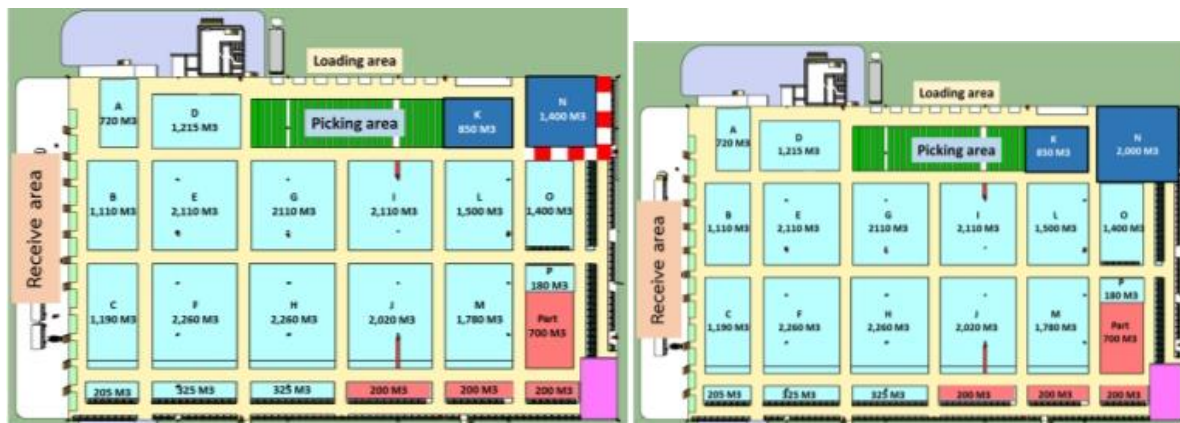 Loading area
A
720 M3
D
1,215 M3
Picking area
K
850 M3
N
1,400 M3
Receive area
B
1,110 M3
E
2,110 M3
G
2110 M3
I
2,110 M3
L
1,500 M3
O
1,400 M3
C
1,190 M3
F
2,260 M3
H
2,260 M3
J
2,020 M3
M
1,780 M3
P
180 M3
Part
700 M3
205 M3
325 M3
325 M3
200 M3
200 M3
200 M3
Loading area
A
720 M3
D
1,215 M3
Picking area
K
850 M3
N
2,000 M3
Receive area
B
1,110 M3
E
2,110 M3
G
2110 M3
I
2,110 M3
L
1,500 M3
O
1,400 M3
C
1,190 M3
F
2,260 M3
H
2,260 M3
J
2,020 M3
M
1,780 M3
P
180 M3
Part
700 M3
205 M3
325 M3
325 M3
200 M3
200 M3
200 M3